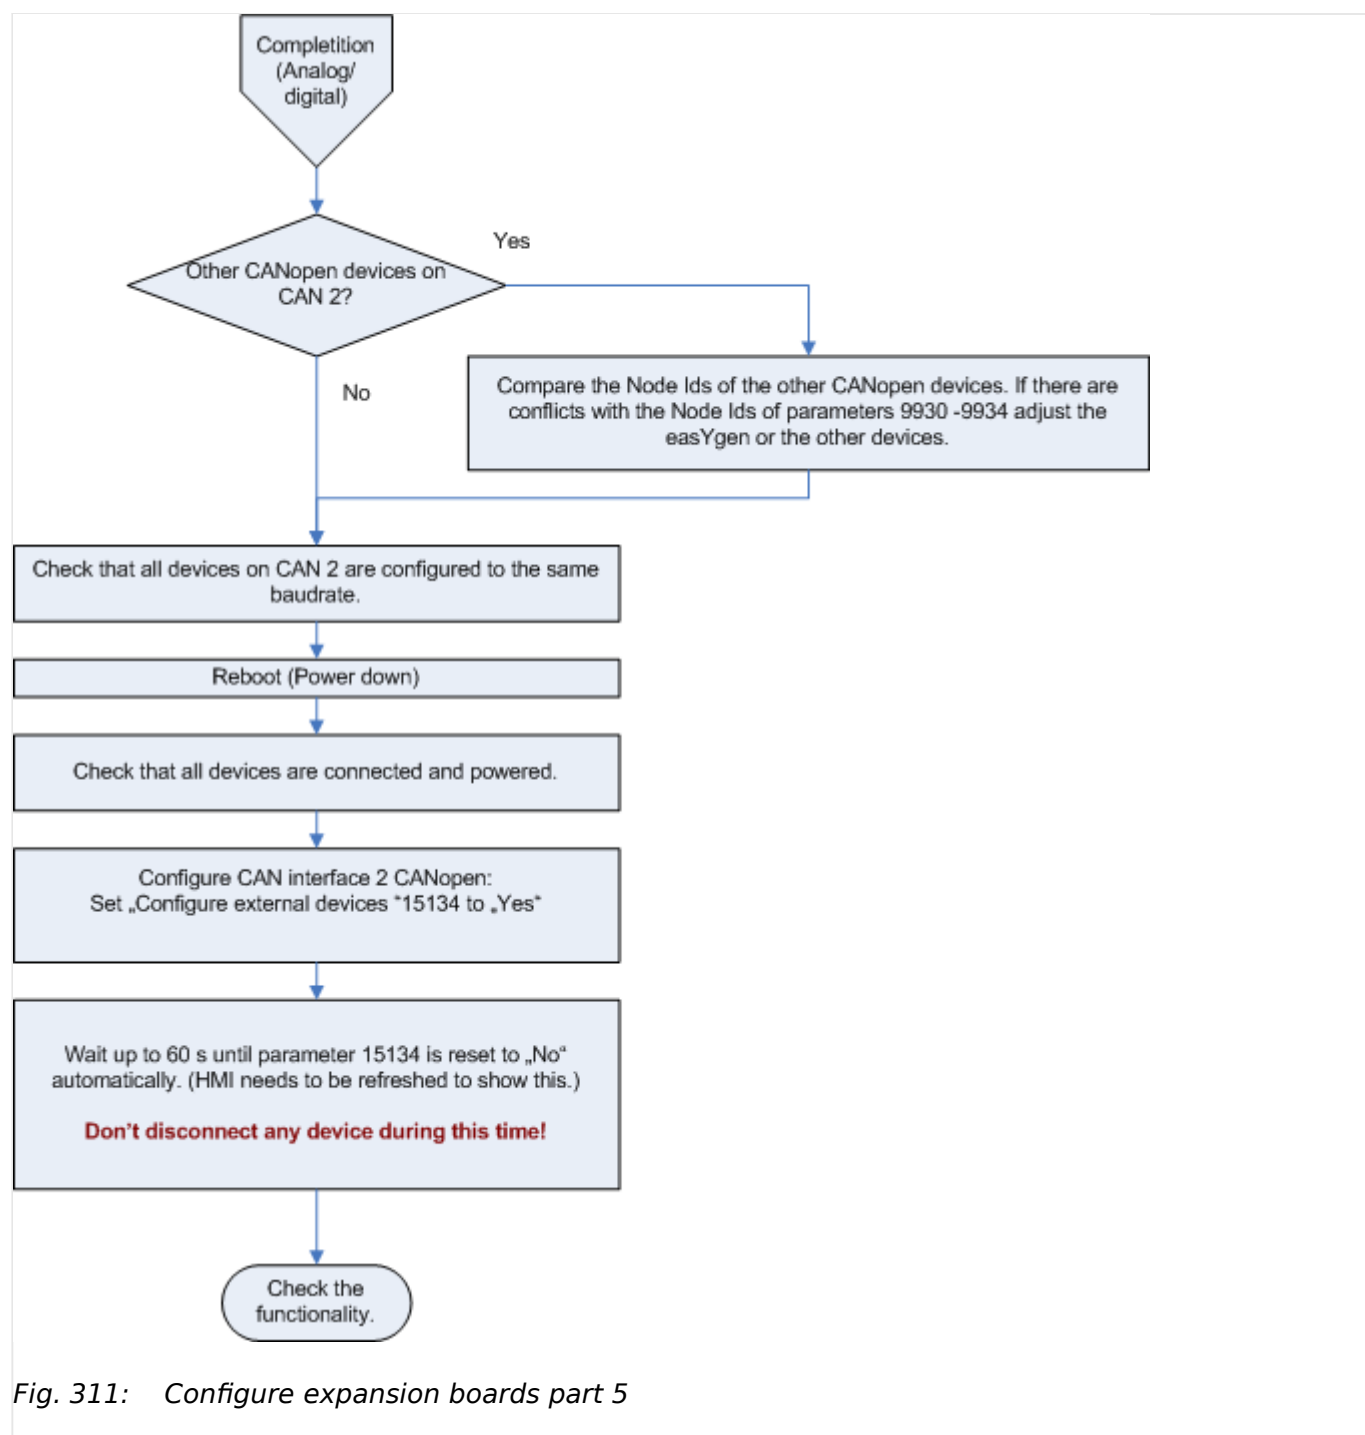 Completition
(Analog/
digital)
Other CANopen devices on
CAN 2?
Yes
No
Compare the Node Ids of the other CANopen devices. If there are
conflicts with the Node Ids of parameters 9930 -9934 adjust the
easYgen or the other devices.
Check that all devices on CAN 2 are configured to the same
baudrate.
Reboot (Power down)
Check that all devices are connected and powered.
Configure CAN interface 2 CANopen:
Set „Configure external devices “15134 to „Yes“
Wait up to 60 s until parameter 15134 is reset to „No“
automatically. (HMI needs to be refreshed to show this.)
Don’t disconnect any device during this time!
Check the
functionality.
Fig. 311: Configure expansion boards part 5